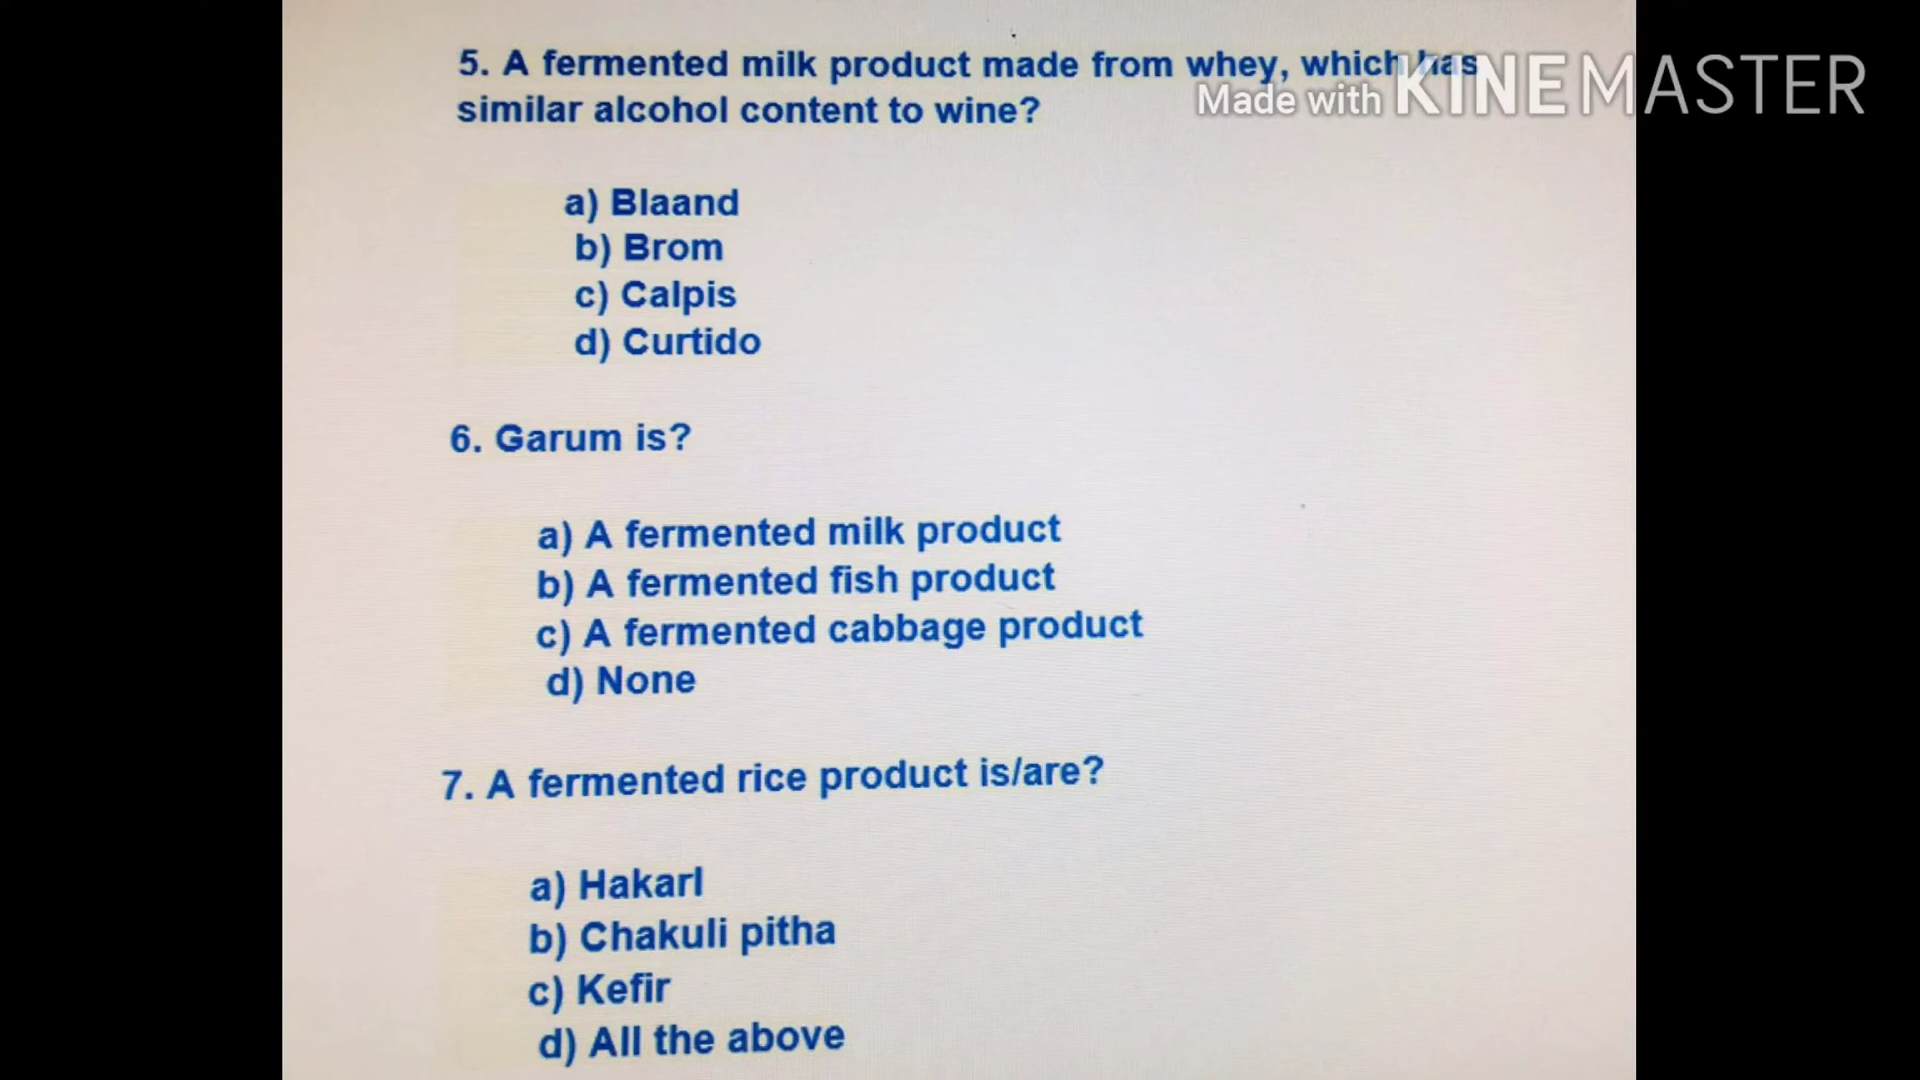 5. A fermented milk product made from whey, which has
similar alcohol content to wine?
Made with KINEMASTER
a) Blaand
b) Brom
c) Calpis
d) Curtido
6. Garum is?
a) A fermented milk product
b) A fermented fish product
c) A fermented cabbage product
d) None
7. A fermented rice product is/are?
a) Hakarl
b) Chakuli pitha
c) Kefir
d) All the above